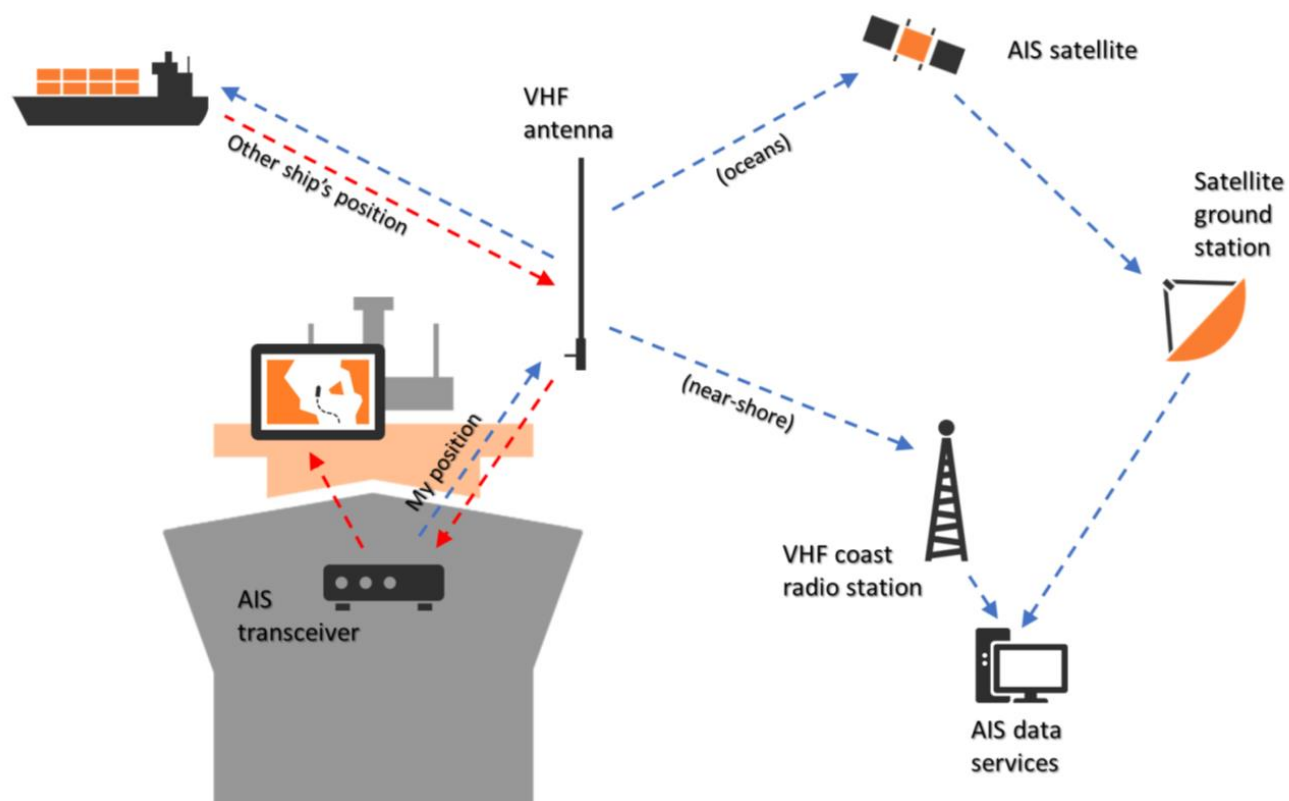 AIS satellite
VHF
antenna
Other ship's position
(oceans)
Satellite
ground
station
(near-shore)
My position
VHF coast
radio station
AIS
transceiver
AIS data
services